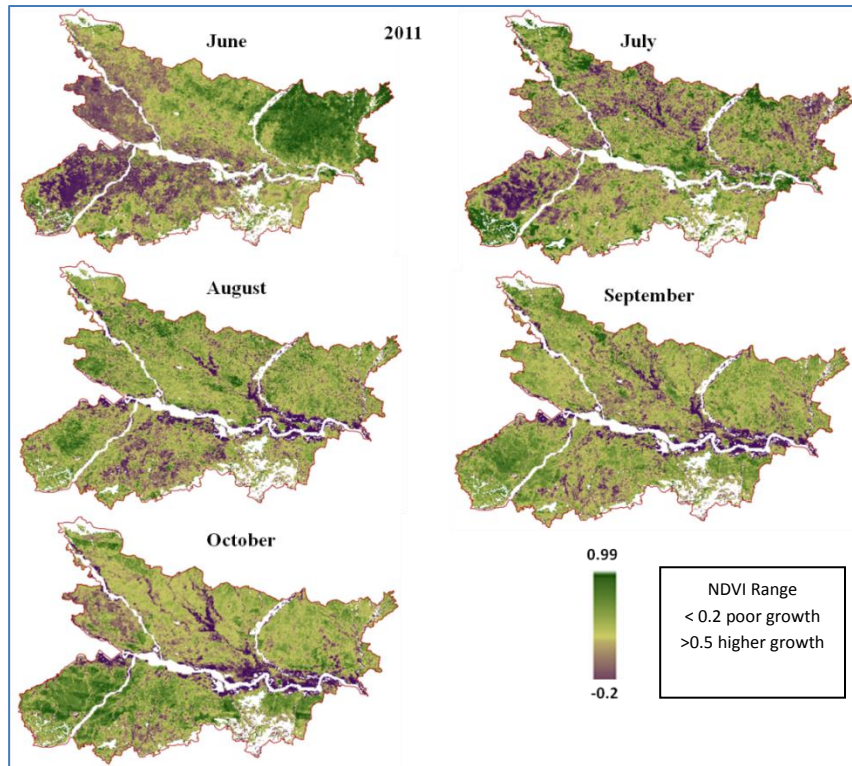 June
2011
July
August
September
October
0.99
-0.2
NDVI Range
< 0.2 poor growth
>0.5 higher growth